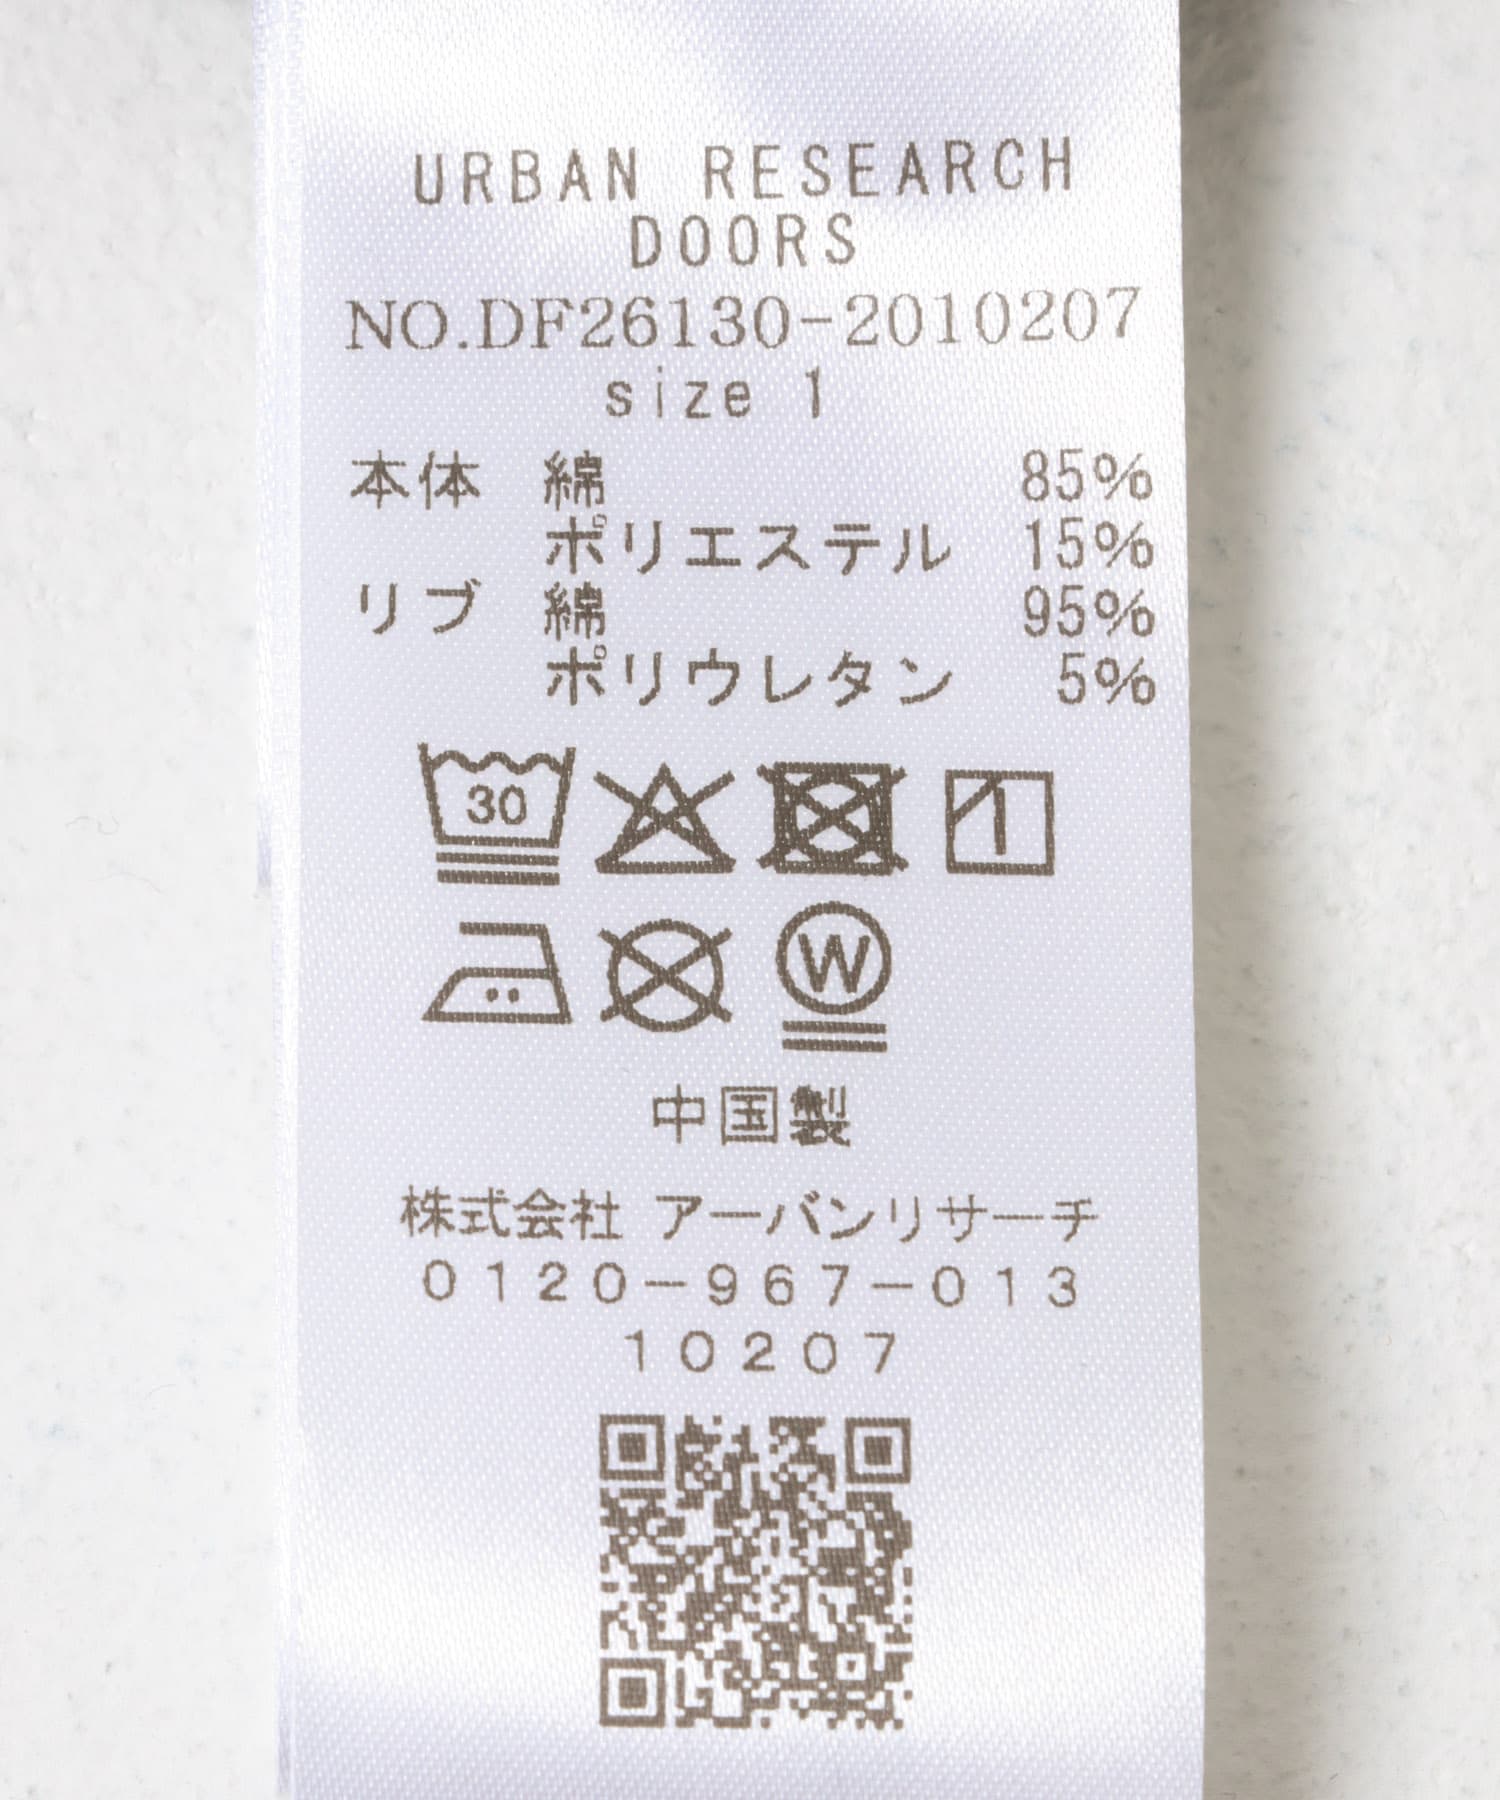 URBAN RESEARCH
DOORS
NO.DF26130-2010207
size 1
本体 綿 85%
ポリエステル 15%
リブ 綿 95%
ポリウレタン 5%
30
W
中国製
株式会社 アーバンリサーチ
0120-967-013
10207